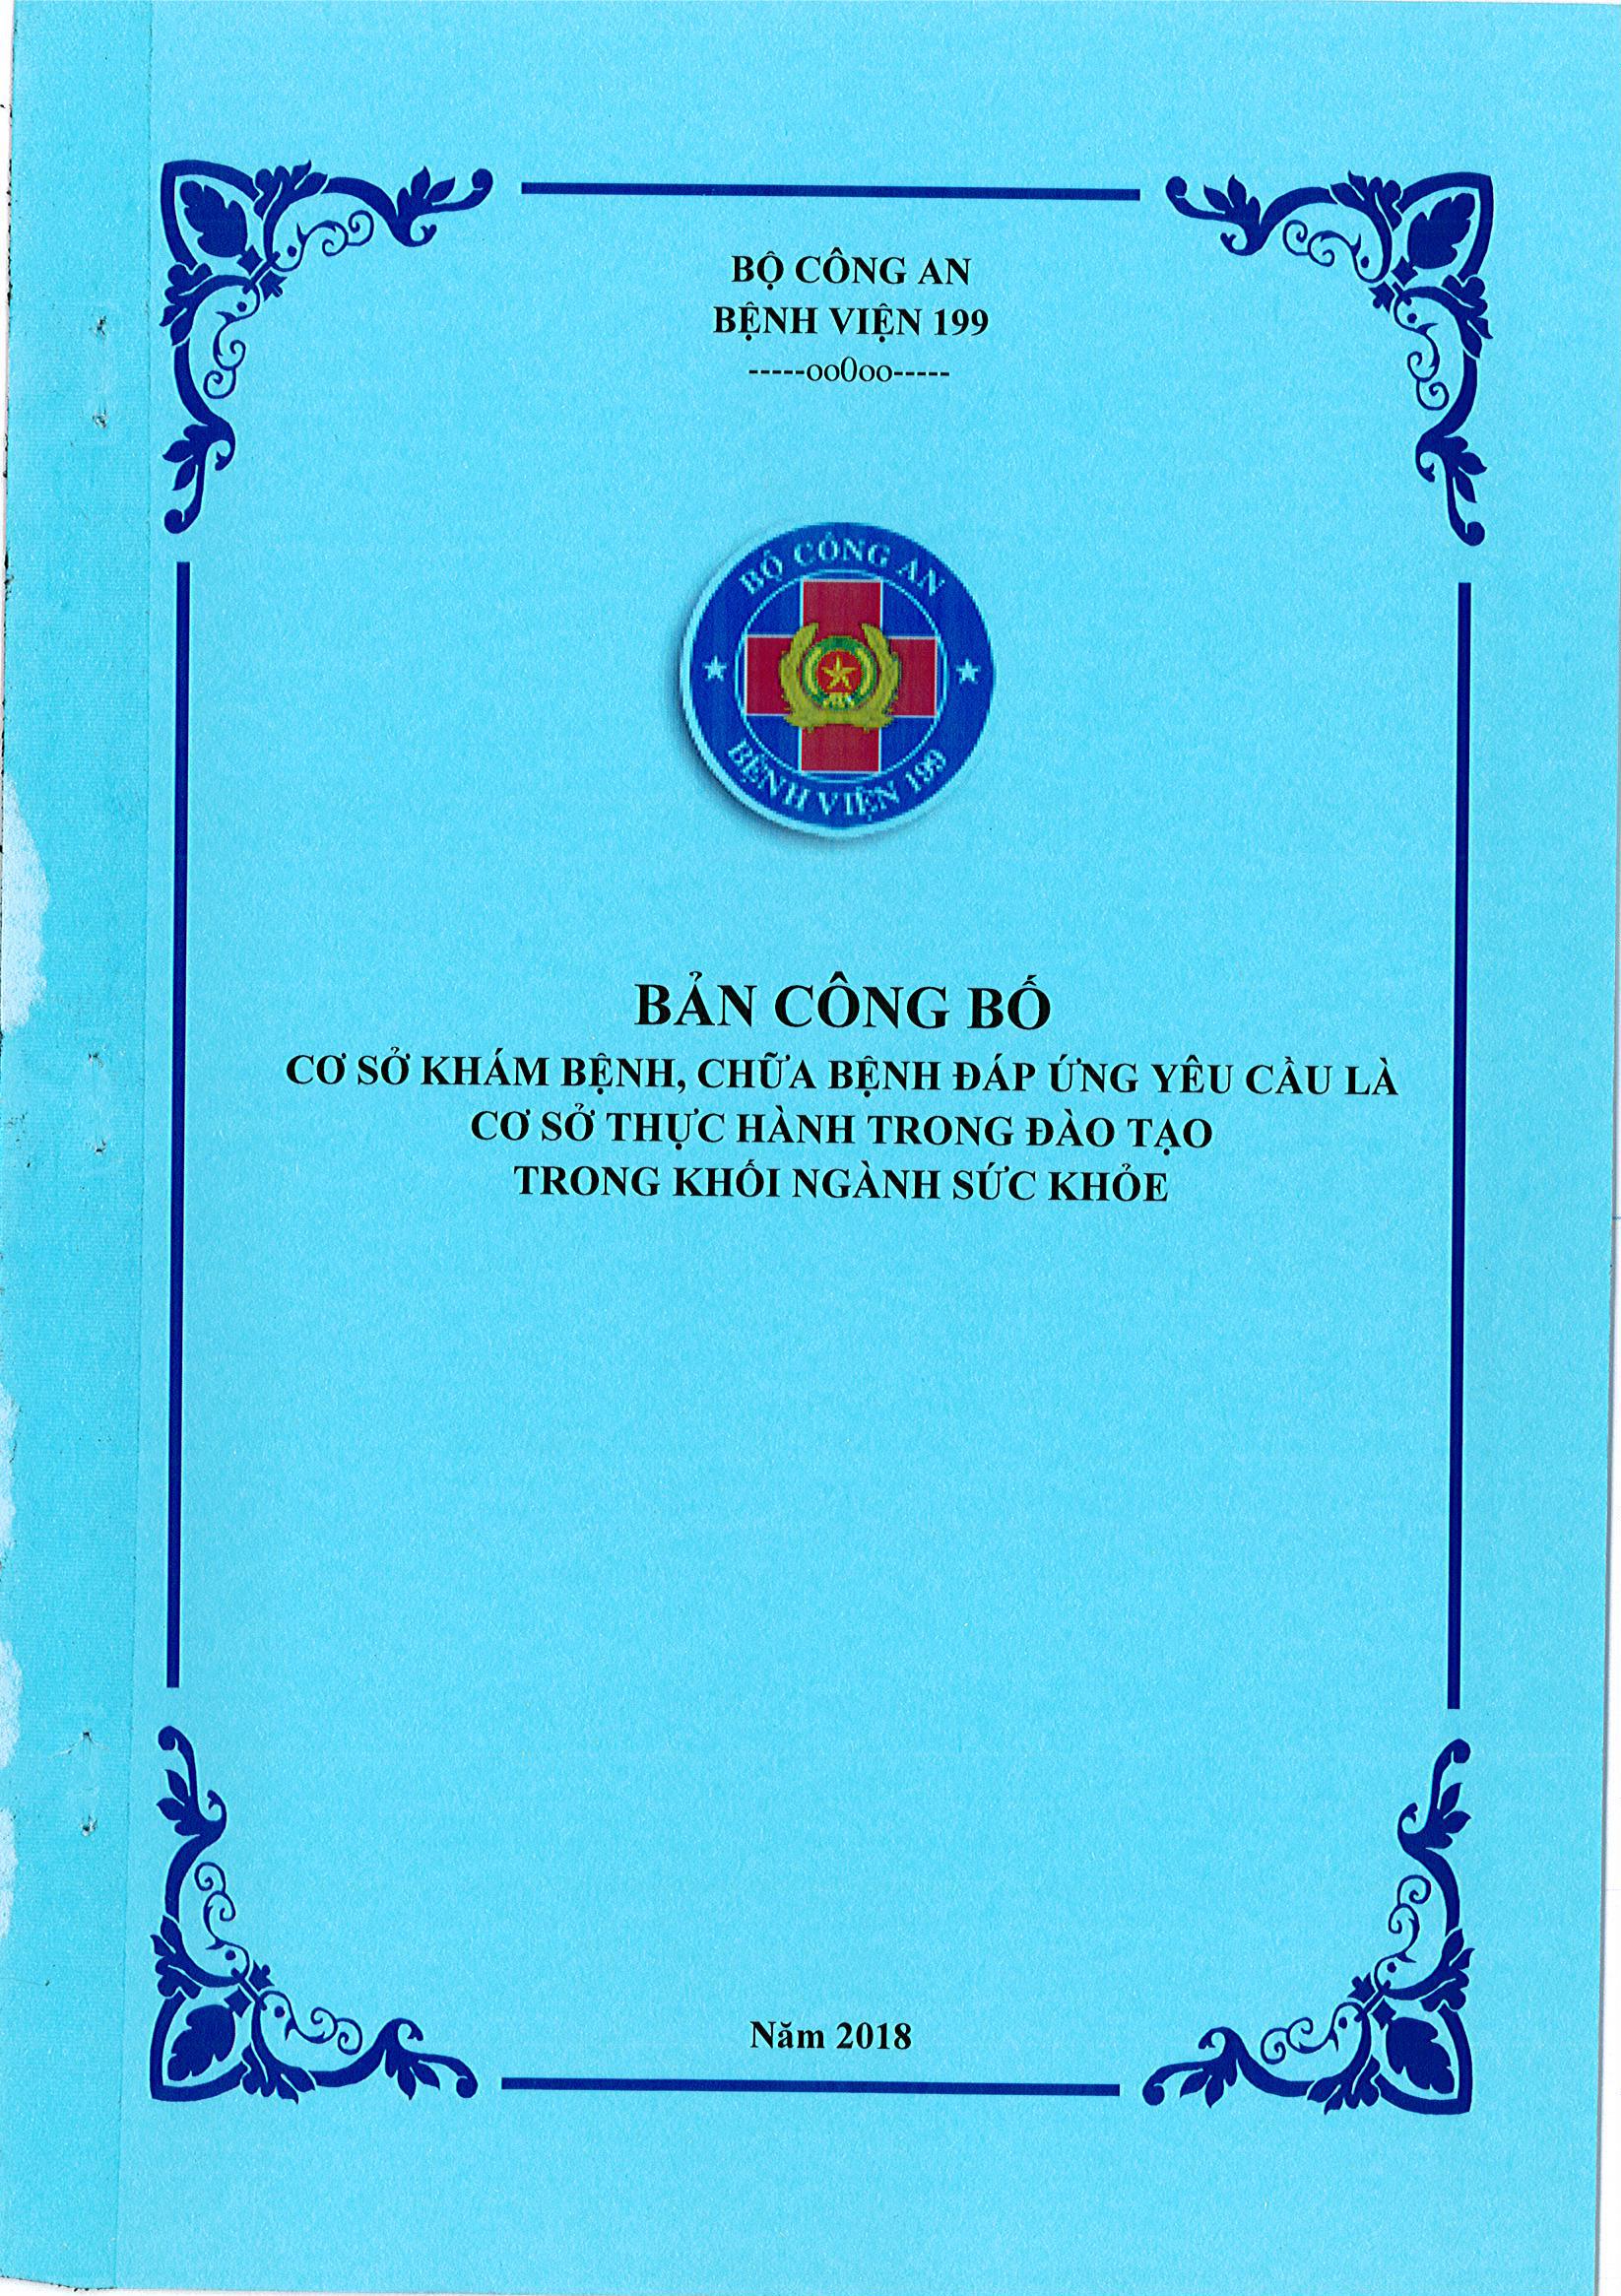 BỘ CÔNG AN
BỆNH VIỆN 199
-----oo0oo-----
BỘ CÔNG AN
BỆNH VIỆN 199
BẢN CÔNG BỐ
CƠ SỞ KHÁM BỆNH, CHỮA BỆNH ĐÁP ỨNG YÊU CẦU LÀ
CƠ SỞ THỰC HÀNH TRONG ĐÀO TẠO
TRONG KHỐI NGÀNH SỨC KHỎE
Năm 2018